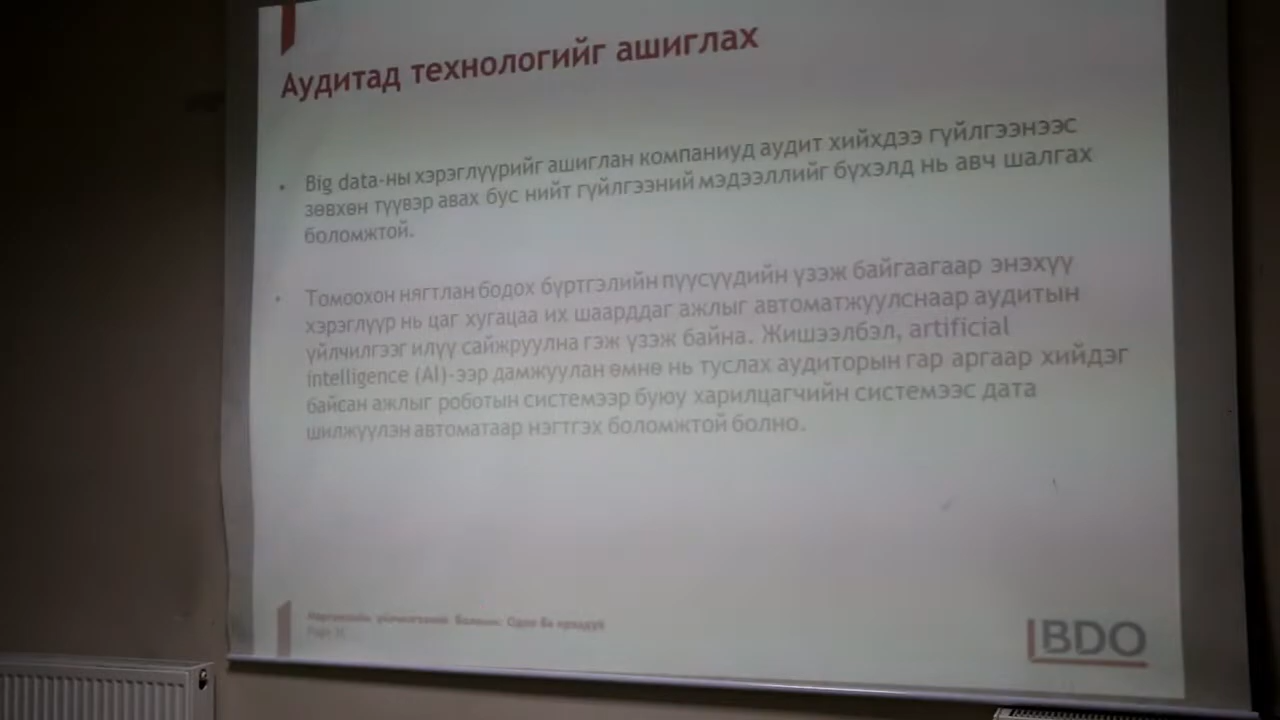 Аудитад технологийг ашиглах
• Big data-ны хэрэглүүрийг ашиглан компаниуд аудит хийхдээ гүйлгээнээс
зөвхөн түүвэр авах бус нийт гүйлгээний мэдээллийг бүхэлд нь авч шалгах
боломжтой.
• Томоохон нягтлан бодох бүртгэлийн пүүсүүдийн үзэж байгаагаар энэхүү
хэрэглүүр нь цаг хугацаа их шаарддаг ажлыг автоматжуулснаар аудитын
үйлчилгээг илүү сайжруулна гэж үзэж байна. Жишээлбэл, artificial
intelligence (AI)-ээр дамжуулан өмнө нь туслах аудиторын гар аргаар хийдэг
байсан ажлыг роботын системээр буюу харилцагчийн системээс дата
шилжүүлэн автоматаар нэгтгэх боломжтой болно.
Page
BDO